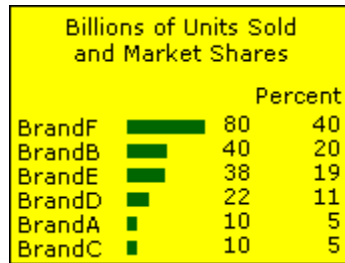 Billions of Units Sold
and Market Shares
Percent
BrandF 80 40
BrandB 40 20
BrandE 38 19
BrandD 22 11
BrandA 10 5
BrandC 10 5